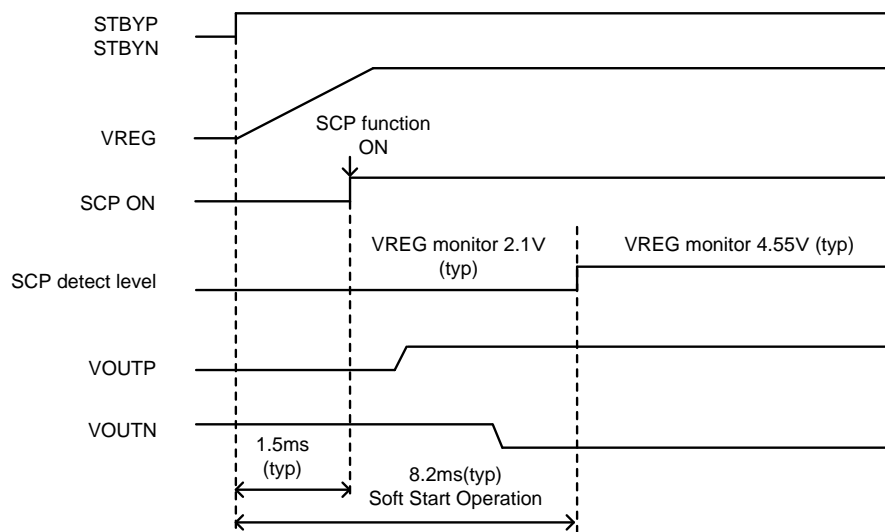 STBYP
STBYN
VREG
SCP function
ON
SCP ON
VREG monitor 2.1V
(typ)
VREG monitor 4.55V (typ)
SCP detect level
VOUTP
VOUTN
1.5ms
(typ)
8.2ms(typ)
Soft Start Operation